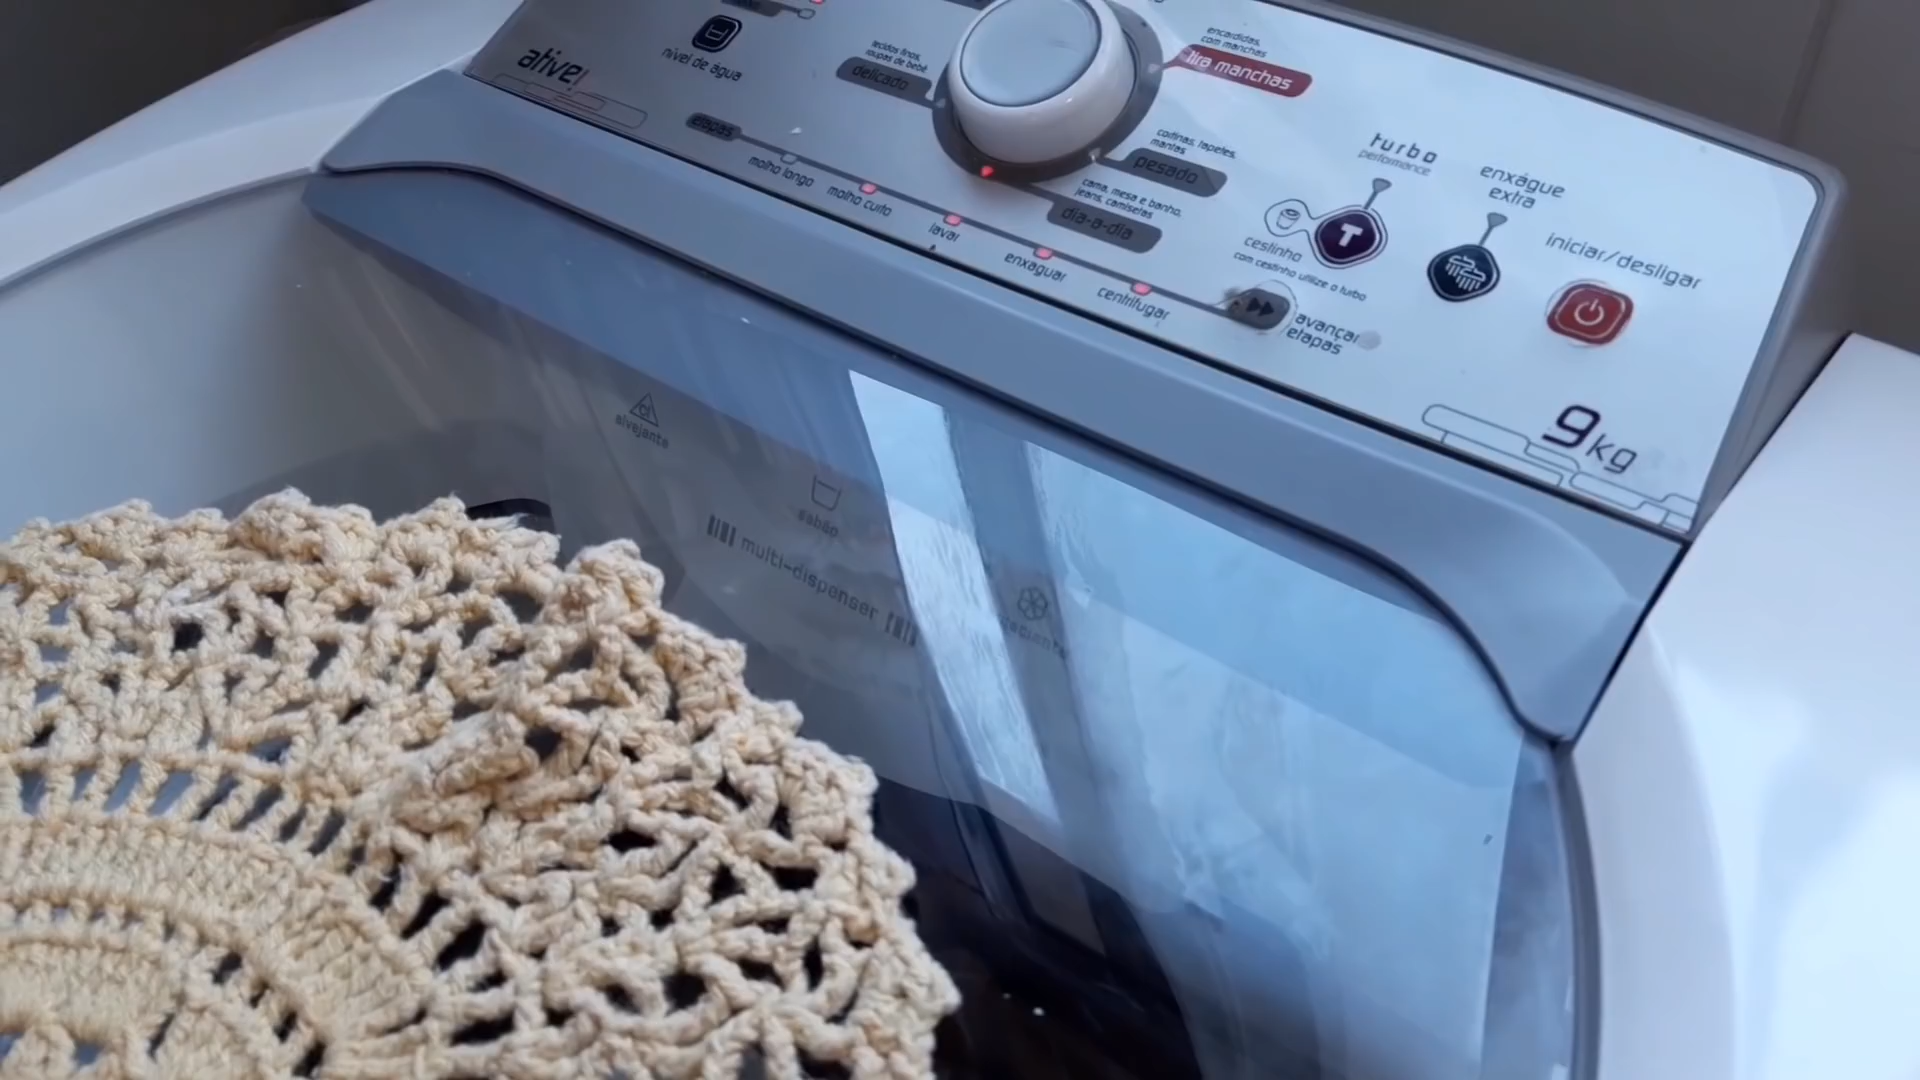 encardidas,
com manchas
tira manchas
nível de água
tecidos finos,
roupas de bebê
delicado
ative!
etapas
molho longo
molho curto
lavar
enxaguar
centrifugar
cortinas, tapetes,
mantas
pesado
cama, mesa e banho,
jeans, camisetas
dia-a-dia
turbo
performance
T
cestinho
com cestinho utilize o turbo
enxágue
extra
iniciar/desligar
avançar
etapas
9kg
Cl
alvejante
sabão
multi-dispenser